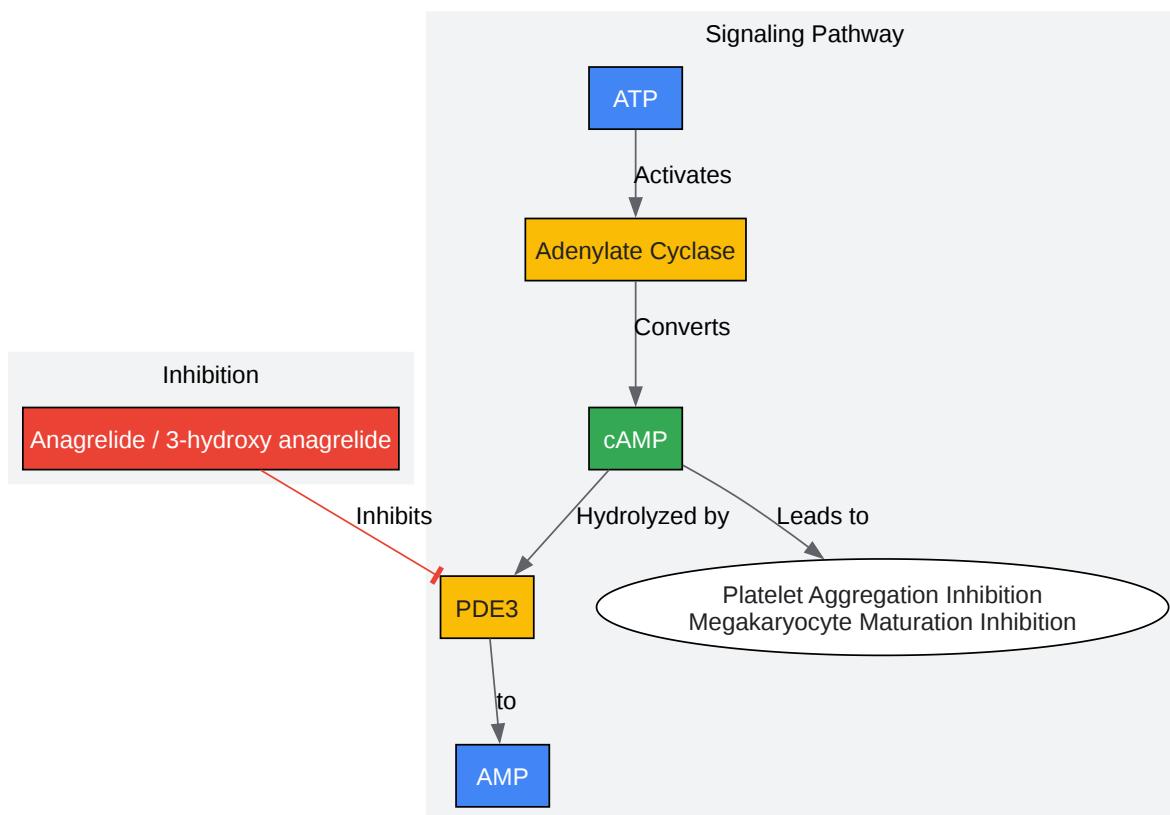 Signaling Pathway
ATP
Activates
Adenylate Cyclase
Converts
Inhibition
Anagrelide / 3-hydroxy anagrelide
cAMP
Inhibits
Hydrolyzed by
Leads to
PDE3
Platelet Aggregation Inhibition
Megakaryocyte Maturation Inhibition
to
AMP